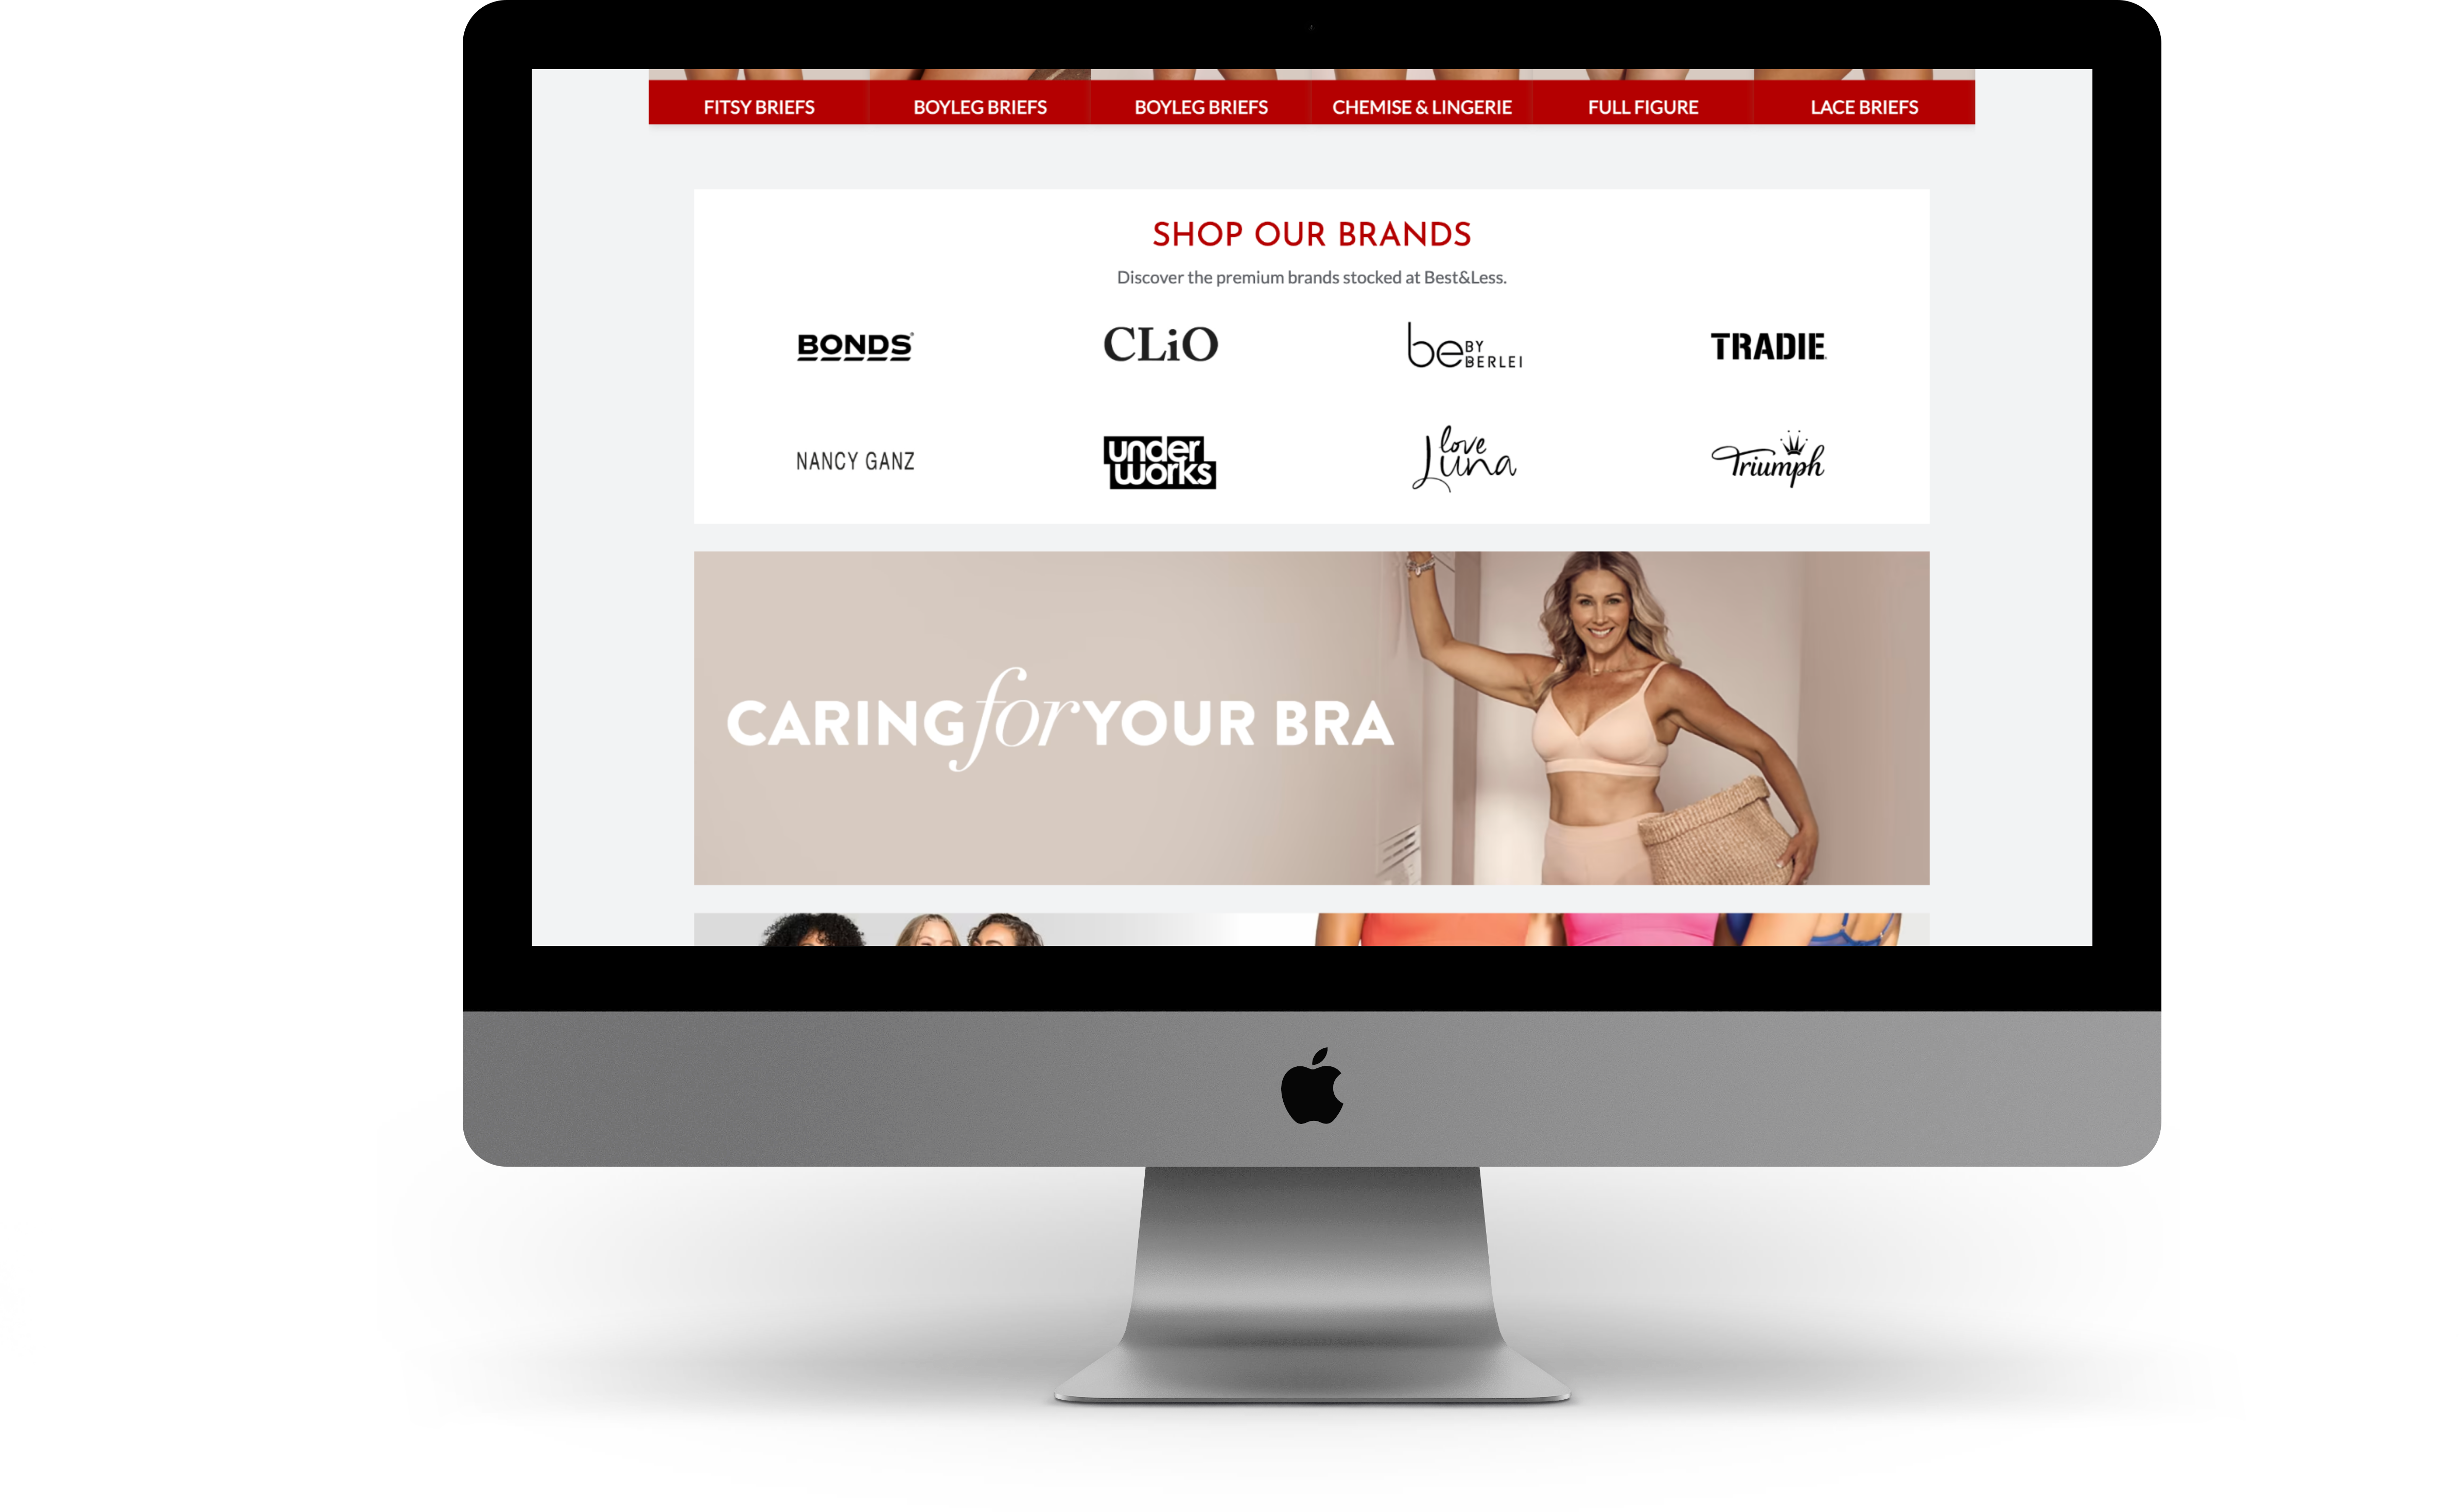 FITSY BRIEFS BOYLEG BRIEFS BOYLEG BRIEFS CHEMISE & LINGERIE FULL FIGURE LACE BRIEFS
SHOP OUR BRANDS
Discover the premium brands stocked at Best&Less.
BONDS CLiO be BY BERLEI TRADIE
NANCY GANZ under works love Luna Triumph
CARING for YOUR BRA